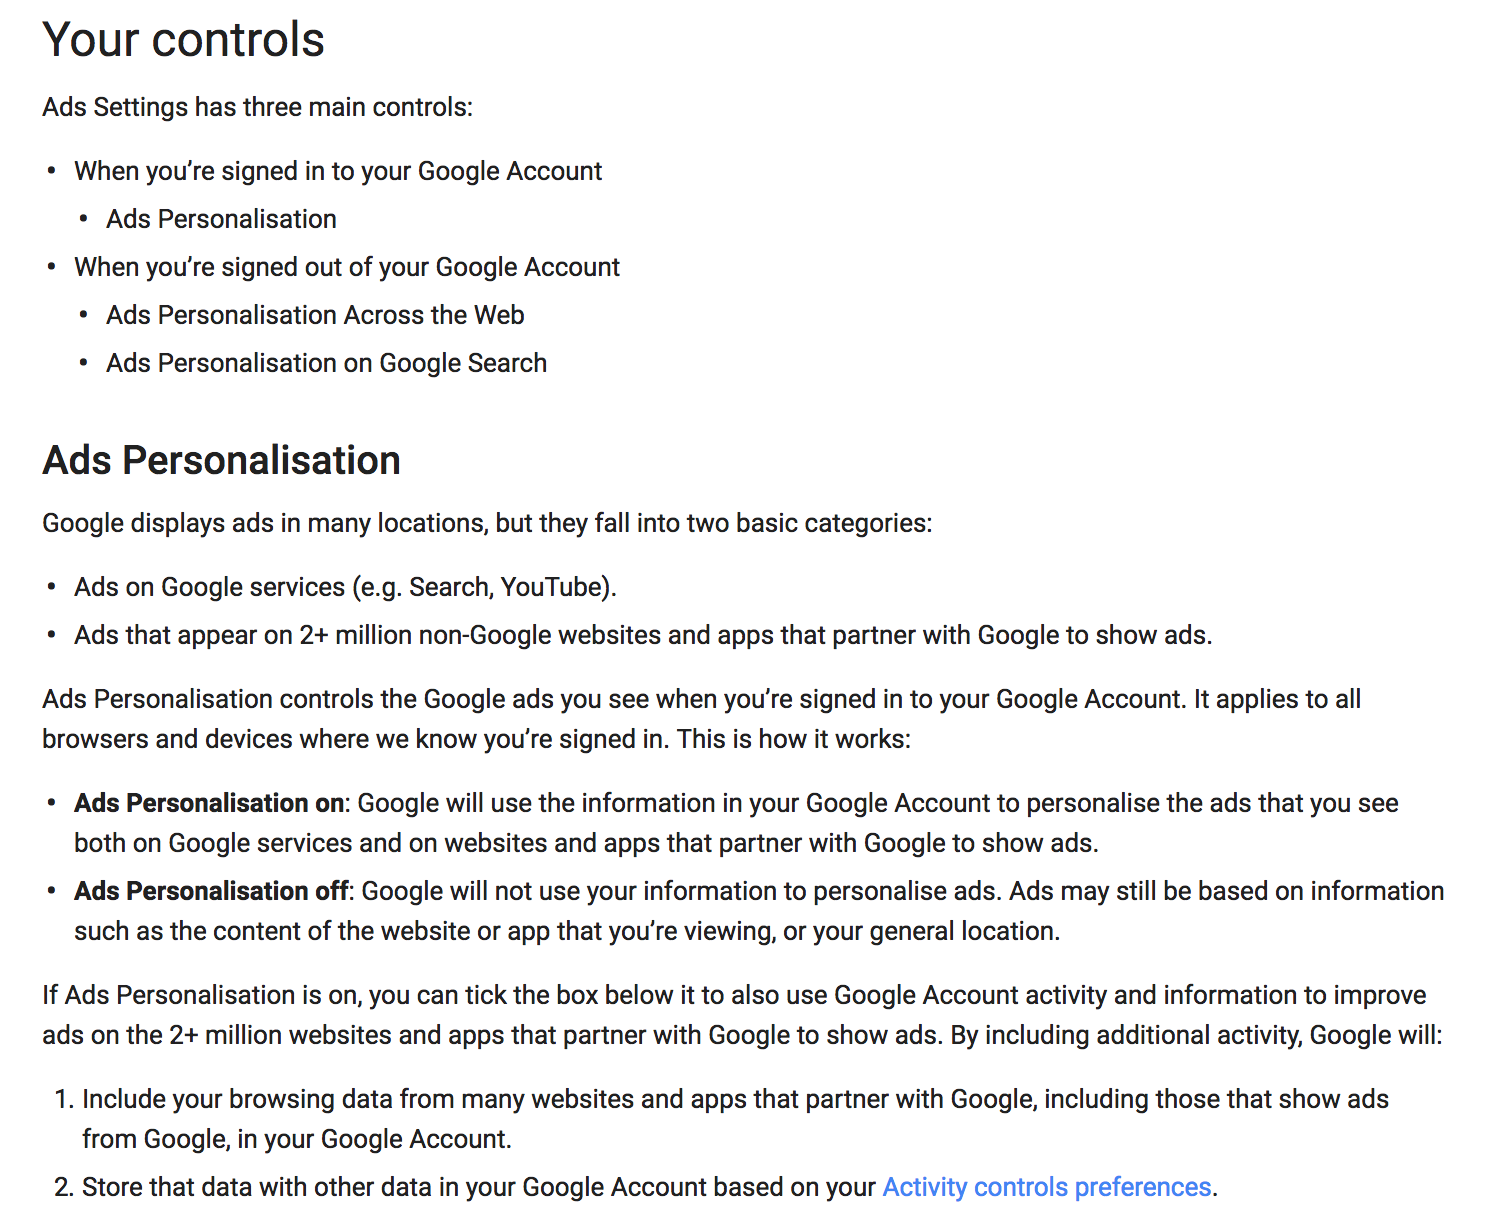 Your controls
Ads Settings has three main controls:
• When you’re signed in to your Google Account
• Ads Personalisation
• When you’re signed out of your Google Account
• Ads Personalisation Across the Web
• Ads Personalisation on Google Search
Ads Personalisation
Google displays ads in many locations, but they fall into two basic categories:
• Ads on Google services (e.g. Search, YouTube).
• Ads that appear on 2+ million non-Google websites and apps that partner with Google to show ads.
Ads Personalisation controls the Google ads you see when you’re signed in to your Google Account. It applies to all
browsers and devices where we know you’re signed in. This is how it works:
• Ads Personalisation on: Google will use the information in your Google Account to personalise the ads that you see
both on Google services and on websites and apps that partner with Google to show ads.
• Ads Personalisation off: Google will not use your information to personalise ads. Ads may still be based on information
such as the content of the website or app that you’re viewing, or your general location.
If Ads Personalisation is on, you can tick the box below it to also use Google Account activity and information to improve
ads on the 2+ million websites and apps that partner with Google to show ads. By including additional activity, Google will:
1. Include your browsing data from many websites and apps that partner with Google, including those that show ads
from Google, in your Google Account.
2. Store that data with other data in your Google Account based on your Activity controls preferences.